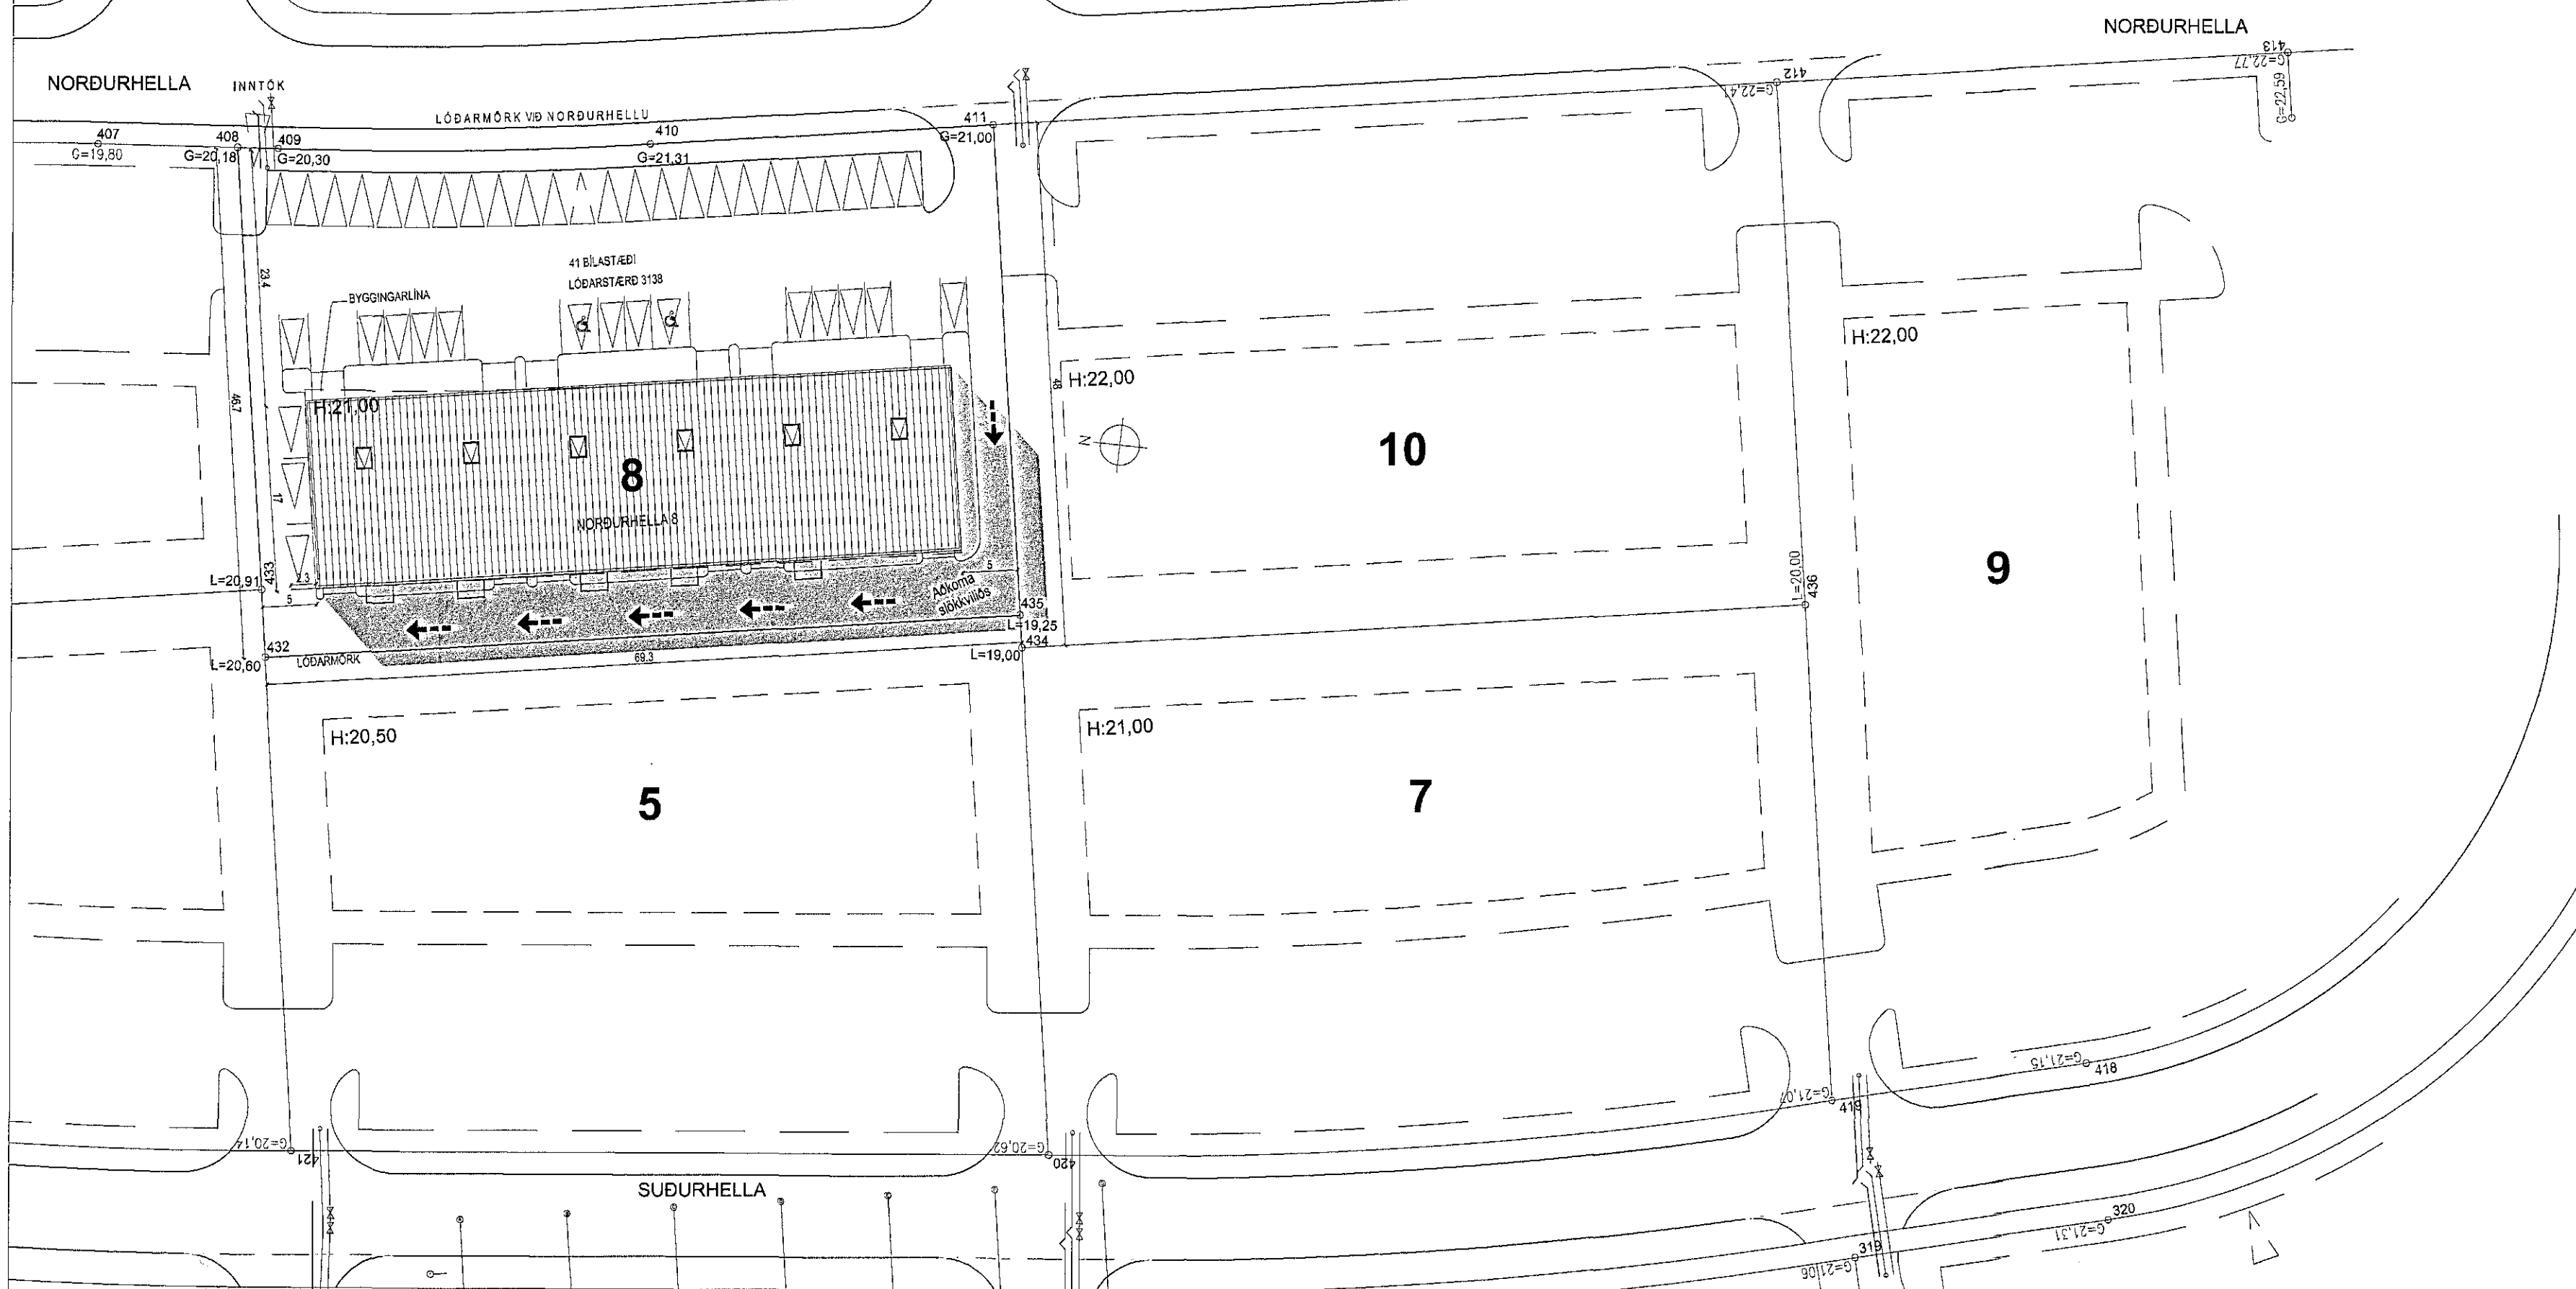 NORÐURHELLA
413
G=22,77
G=22,59
412
G=22,41
NORÐURHELLA
INNTÖK
LÓÐARMÖRK VIÐ NORÐURHELLU
407
G=19,80
408
G=20,18
409
G=20,30
410
G=21,31
411
G=21,00
23,4
41 BÍLASTÆÐI
LÓÐARSTÆRÐ 3138
BYGGINGARLÍNA
H:21,00
H:22,00
H:22,00
46,7
48
N
8
10
NORÐURHELLA 8
17
9
L=20,91
433
2.3
5
5
Aðkoma
slökkviliðs
435
L=19,25
434
L=19,00
L=20,00
436
432
L=20,60
LÓÐARMÖRK
69.3
H:20,50
H:21,00
5
7
G=21,15
418
G=21,07
419
G=20,14
421
G=20,62
420
SUÐURHELLA
320
G=21,31
319
G=21,06